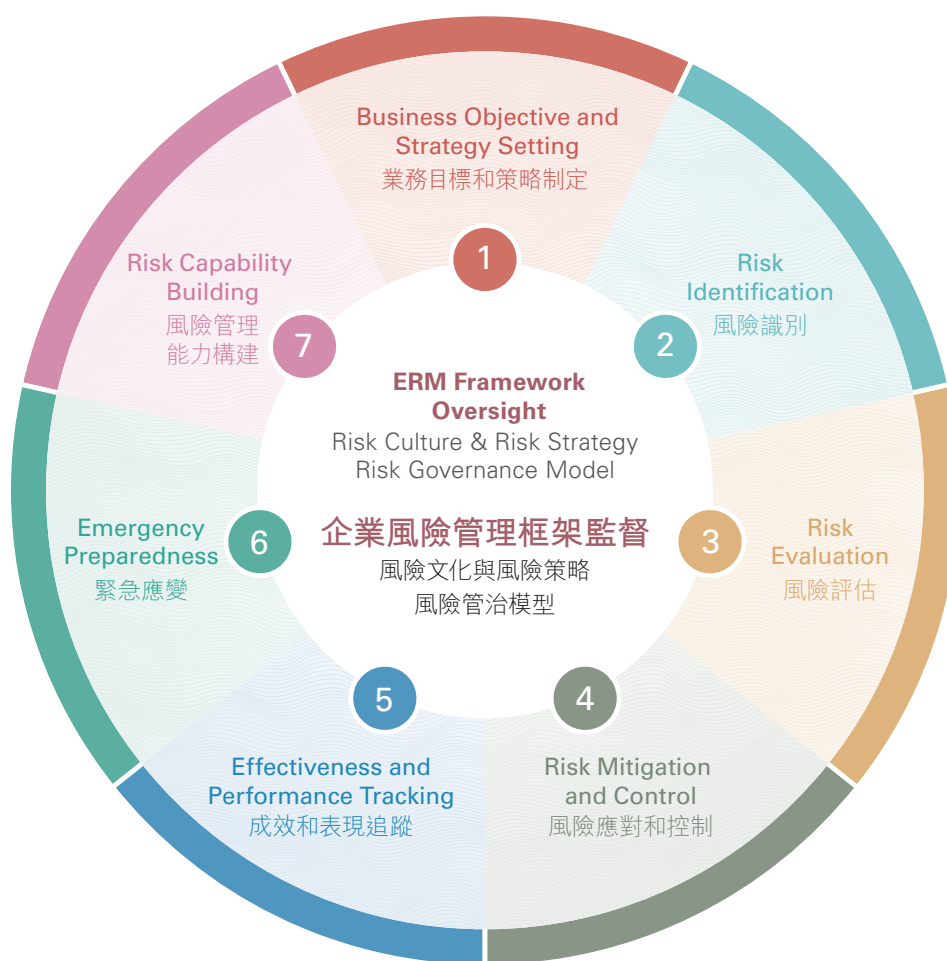 Business Objective and
Strategy Setting
業務目標和策略制定
1
Risk
Identification
風險識別
2
Risk
Evaluation
風險評估
3
Risk Mitigation
and Control
風險應對和控制
4
Effectiveness and
Performance Tracking
成效和表現追蹤
5
Emergency
Preparedness
緊急應變
6
Risk Capability
Building
風險管理
能力構建
7
ERM Framework
Oversight
Risk Culture & Risk Strategy
Risk Governance Model
企業風險管理框架監督
風險文化與風險策略
風險管治模型